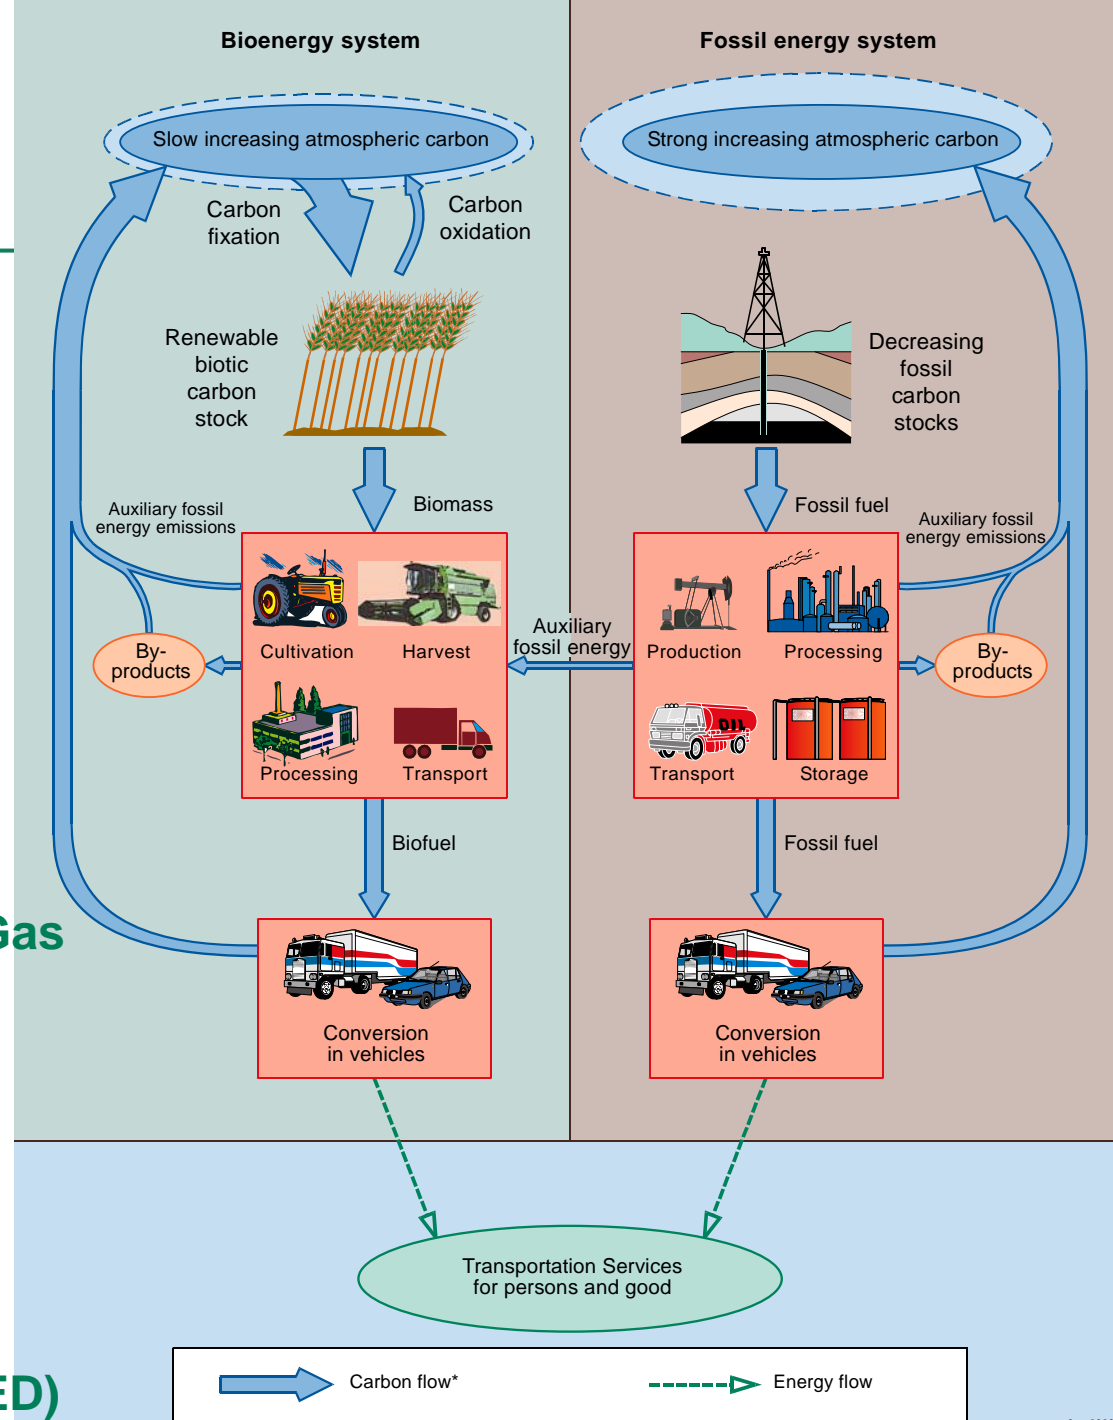 Bioenergy system
Fossil energy system
Slow increasing atmospheric carbon
Strong increasing atmospheric carbon
Carbon
fixation
Carbon
oxidation
Renewable
biotic
carbon
stock
Decreasing
fossil
carbon
stocks
Biomass
Fossil fuel
Auxiliary fossil
energy emissions
Auxiliary fossil
energy emissions
Cultivation
Harvest
Processing
Transport
By-
products
Auxiliary
fossil energy
Production
Processing
OIL
Transport
Storage
By-
products
Biofuel
Fossil fuel
Gas
Conversion
in vehicles
Conversion
in vehicles
Transportation Services
for persons and good
Carbon flow*
Energy flow
ED)